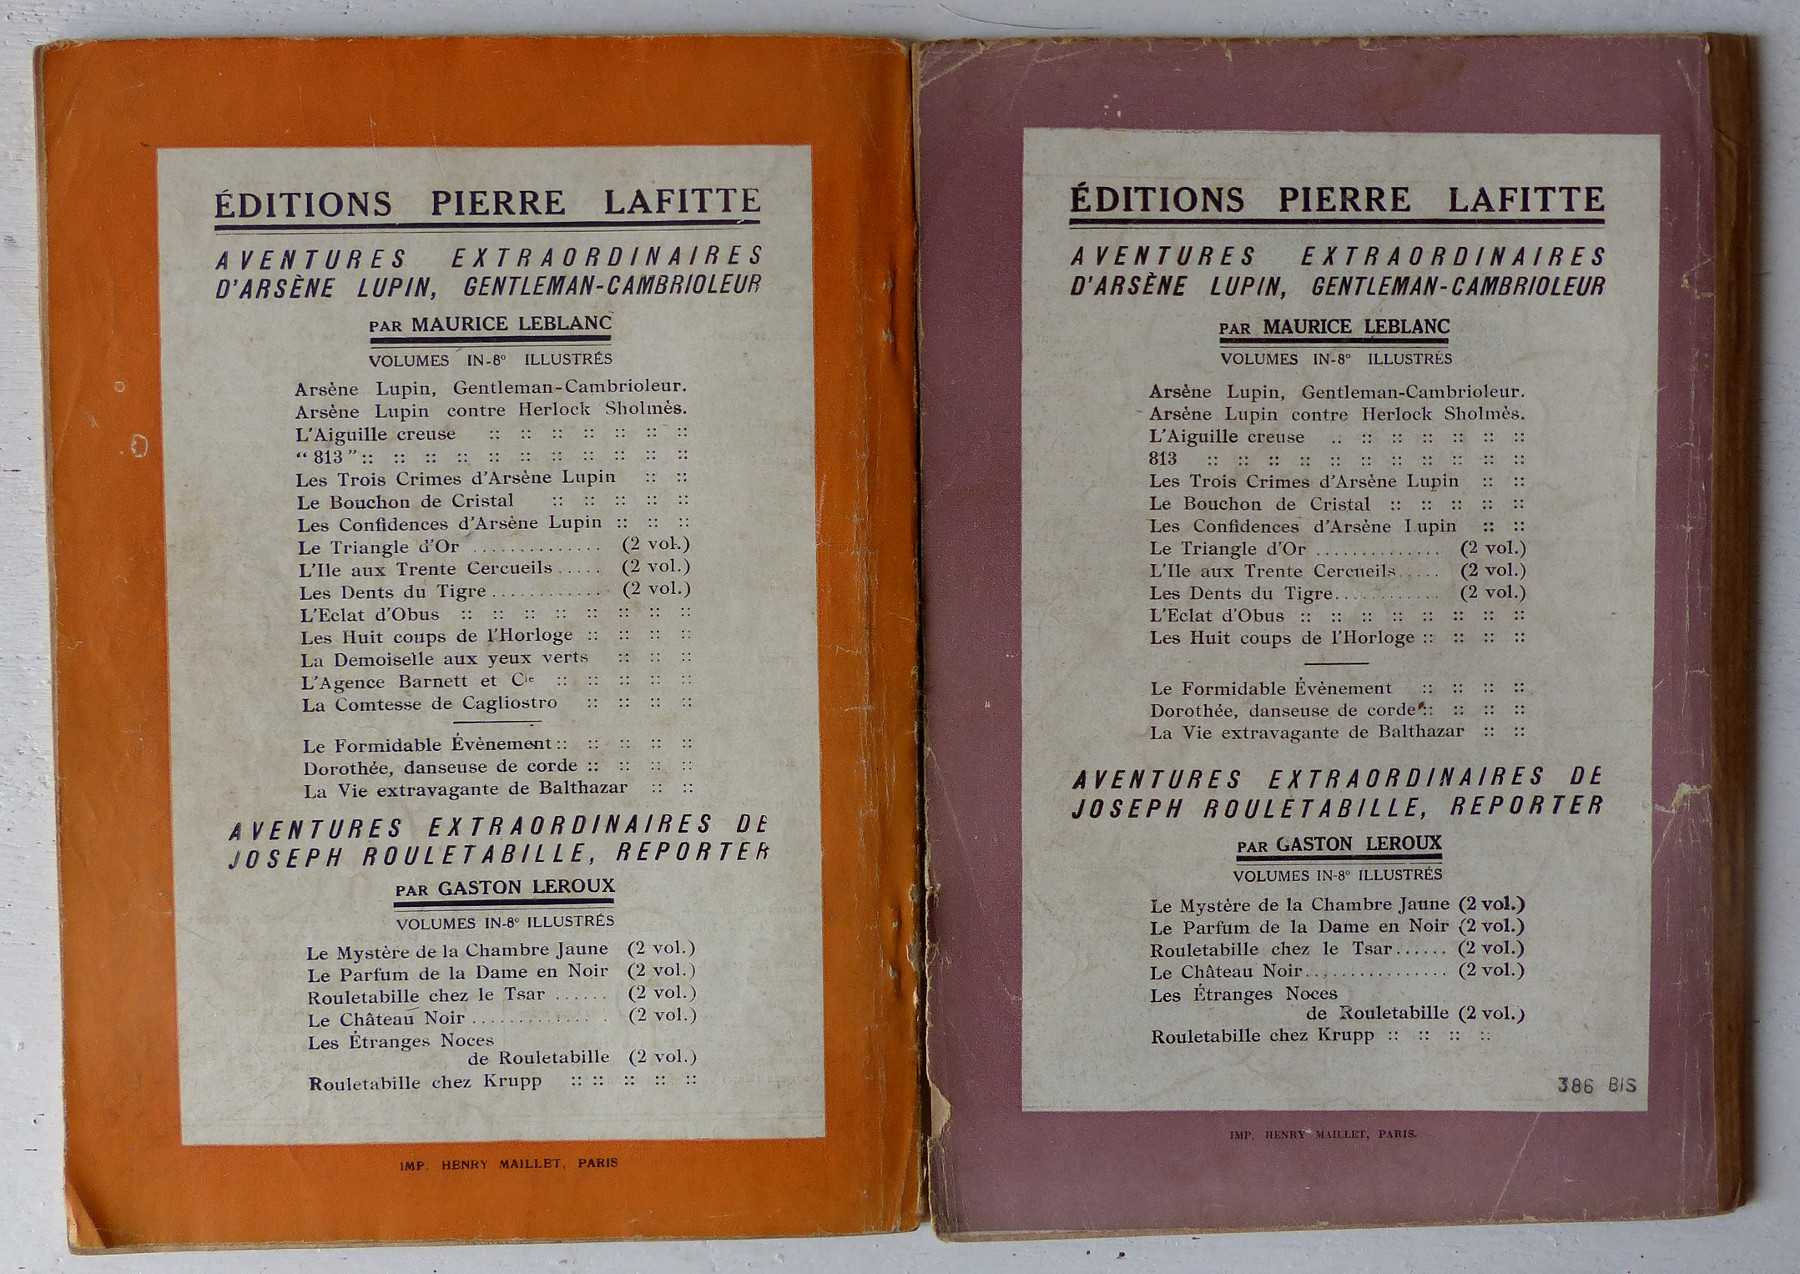 ÉDITIONS PIERRE LAFITTE
AVENTURES EXTRAORDINAIRES
D'ARSÈNE LUPIN, GENTLEMAN-CAMBRIOLEUR
PAR MAURICE LEBLANC
VOLUMES IN-8° ILLUSTRÉS
Arsène Lupin, Gentleman-Cambrioleur.
Arsène Lupin contre Herlock Sholmès.
L'Aiguille creuse :: :: :: :: :: :: ::
“ 813 ” :: :: :: :: :: :: :: :: :: :: ::
Les Trois Crimes d'Arsène Lupin :: ::
Le Bouchon de Cristal :: :: :: :: ::
Les Confidences d'Arsène Lupin :: :: ::
Le Triangle d'Or .............. (2 vol.)
L'Ile aux Trente Cercueils ..... (2 vol.)
Les Dents du Tigre ............ (2 vol.)
L'Eclat d'Obus :: :: :: :: :: :: :: ::
Les Huit coups de l'Horloge :: :: :: ::
La Demoiselle aux yeux verts :: :: ::
L'Agence Barnett et Cie :: :: :: :: ::
La Comtesse de Cagliostro :: :: :: ::
Le Formidable Évènement :: :: :: :: ::
Dorothée, danseuse de corde :: :: :: ::
La Vie extravagante de Balthazar :: ::
AVENTURES EXTRAORDINAIRES DE
JOSEPH ROULETABILLE, REPORTER
PAR GASTON LEROUX
VOLUMES IN-8° ILLUSTRÉS
Le Mystère de la Chambre Jaune (2 vol.)
Le Parfum de la Dame en Noir (2 vol.)
Rouletabille chez le Tsar ...... (2 vol.)
Le Château Noir .............. (2 vol.)
Les Étranges Noces
de Rouletabille (2 vol.)
Rouletabille chez Krupp :: :: :: :: ::
IMP. HENRY MAILLET, PARIS
ÉDITIONS PIERRE LAFITTE
AVENTURES EXTRAORDINAIRES
D'ARSÈNE LUPIN, GENTLEMAN-CAMBRIOLEUR
PAR MAURICE LEBLANC
VOLUMES IN-8° ILLUSTRÉS
Arsène Lupin, Gentleman-Cambrioleur.
Arsène Lupin contre Herlock Sholmès.
L'Aiguille creuse .. :: :: :: :: :: ::
813 :: :: :: :: :: :: :: :: :: :: ::
Les Trois Crimes d'Arsène Lupin :: ::
Le Bouchon de Cristal :: :: :: :: ::
Les Confidences d'Arsène Lupin :: ::
Le Triangle d'Or .............. (2 vol.)
L'Ile aux Trente Cercueils ..... (2 vol.)
Les Dents du Tigre ............ (2 vol.)
L'Eclat d'Obus :: :: :: :: :: :: :: ::
Les Huit coups de l'Horloge :: :: :: ::
Le Formidable Évènement :: :: :: ::
Dorothée, danseuse de corde :: :: :: ::
La Vie extravagante de Balthazar :: ::
AVENTURES EXTRAORDINAIRES DE
JOSEPH ROULETABILLE, REPORTER
PAR GASTON LEROUX
VOLUMES IN-8° ILLUSTRÉS
Le Mystère de la Chambre Jaune (2 vol.)
Le Parfum de la Dame en Noir (2 vol.)
Rouletabille chez le Tsar ...... (2 vol.)
Le Château Noir ................ (2 vol.)
Les Étranges Noces
de Rouletabille (2 vol.)
Rouletabille chez Krupp :: :: :: ::
386 BIS
IMP. HENRY MAILLET, PARIS.